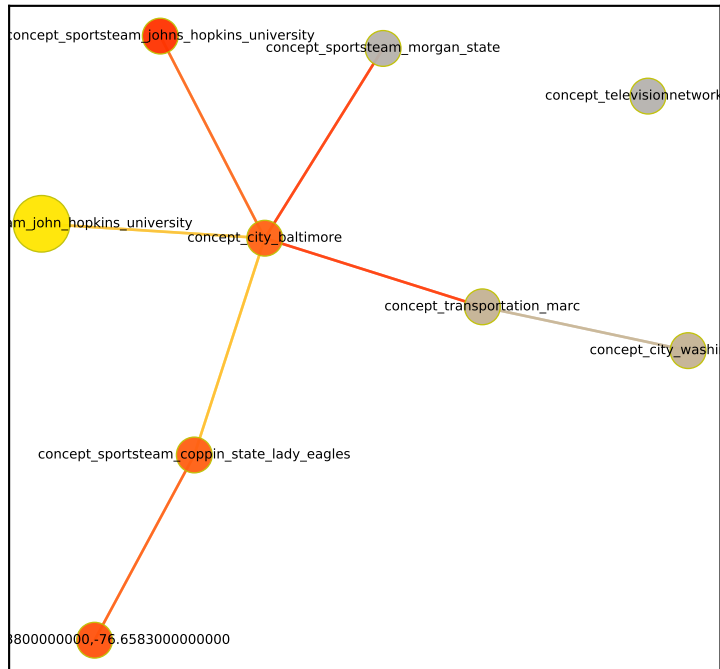 concept_sportsteam_johns_hopkins_university
concept_sportsteam_morgan_state
concept_televisionnetwork
am_john_hopkins_university
concept_city_baltimore
concept_transportation_marc
concept_city_washi
concept_sportsteam_coppin_state_lady_eagles
3800000000,-76.6583000000000